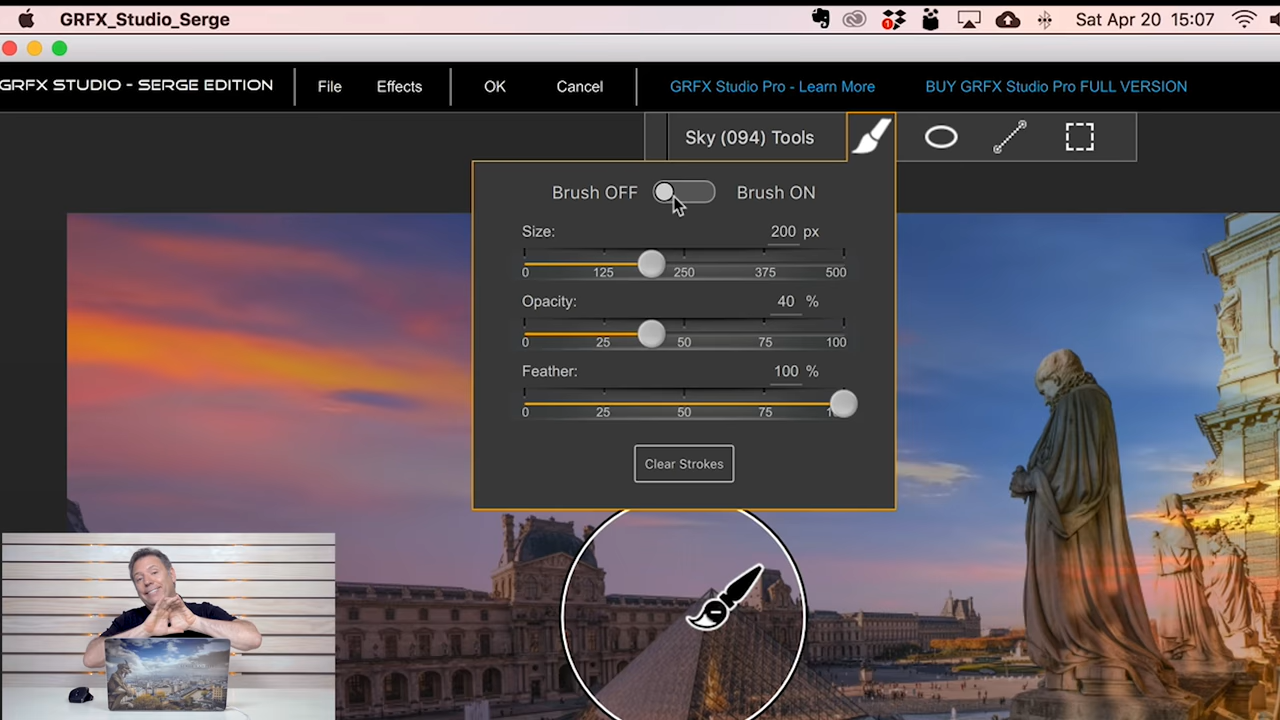 GRFX_Studio_Serge
1
Sat Apr 20 15:07
GRFX STUDIO - SERGE EDITION
File
Effects
OK
Cancel
GRFX Studio Pro - Learn More
BUY GRFX Studio Pro FULL VERSION
Sky (094) Tools
Brush OFF
Brush ON
Size:
200 px
0 125 250 375 500
Opacity:
40 %
0 25 50 75 100
Feather:
100 %
0 25 50 75
Clear Strokes